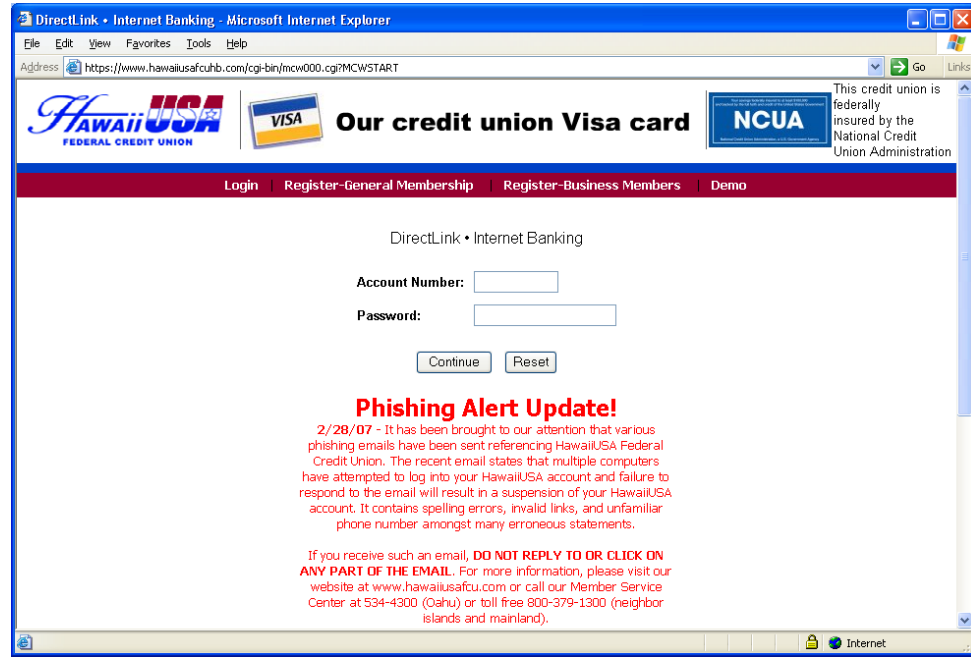 DirectLink • Internet Banking - Microsoft Internet Explorer
File Edit View Favorites Tools Help
Address https://www.hawaiiusafcuhb.com/cgi-bin/mcw000.cgi?MCWSTART Go Links
Hawaii USA
FEDERAL CREDIT UNION
VISA
Our credit union Visa card
NCUA
This credit union is
federally
insured by the
National Credit
Union Administration
Login Register-General Membership Register-Business Members Demo
DirectLink • Internet Banking
Account Number:
Password:
Continue Reset
Phishing Alert Update!
2/28/07 - It has been brought to our attention that various
phishing emails have been sent referencing HawaiiUSA Federal
Credit Union. The recent email states that multiple computers
have attempted to log into your HawaiiUSA account and failure to
respond to the email will result in a suspension of your HawaiiUSA
account. It contains spelling errors, invalid links, and unfamiliar
phone number amongst many erroneous statements.
If you receive such an email, DO NOT REPLY TO OR CLICK ON
ANY PART OF THE EMAIL. For more information, please visit our
website at www.hawaiiusafcu.com or call our Member Service
Center at 534-4300 (Oahu) or toll free 800-379-1300 (neighbor
islands and mainland).
Internet